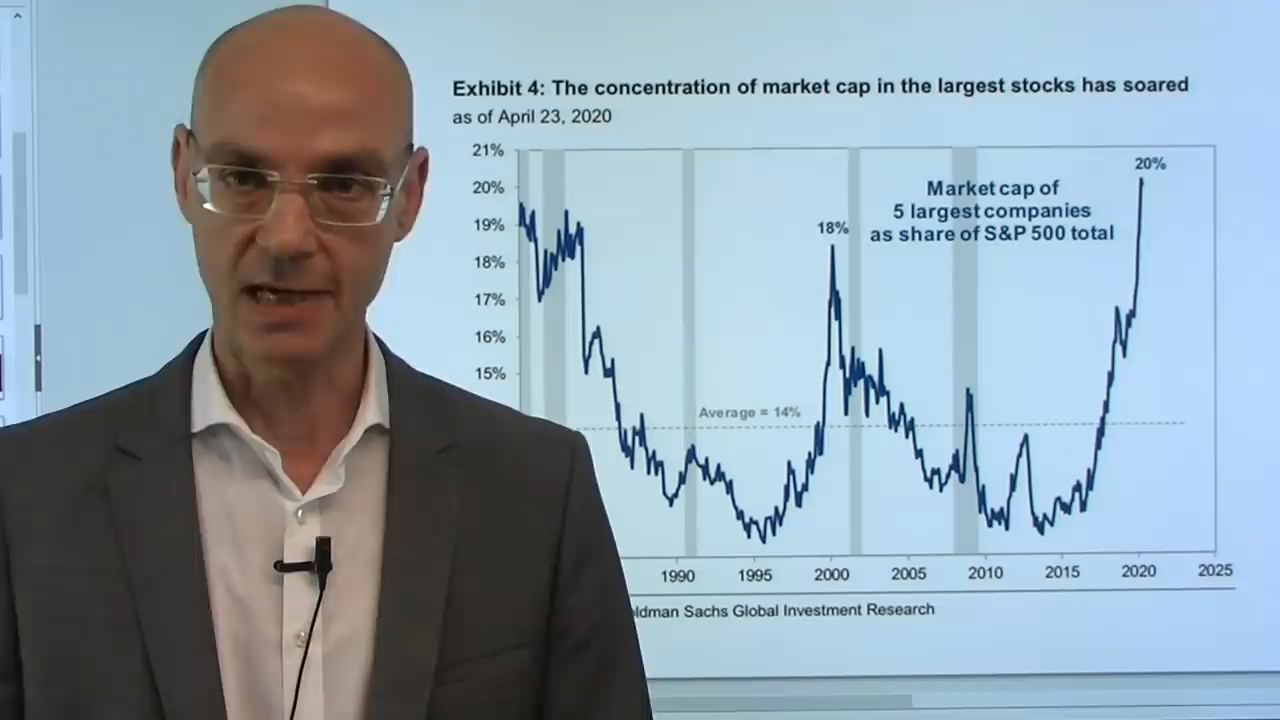 Exhibit 4: The concentration of market cap in the largest stocks has soared
as of April 23, 2020
21%
20%
19%
18%
17%
16%
15%
20%
18%
Market cap of
5 largest companies
as share of S&P 500 total
Average = 14%
1990 1995 2000 2005 2010 2015 2020 2025
ldman Sachs Global Investment Research